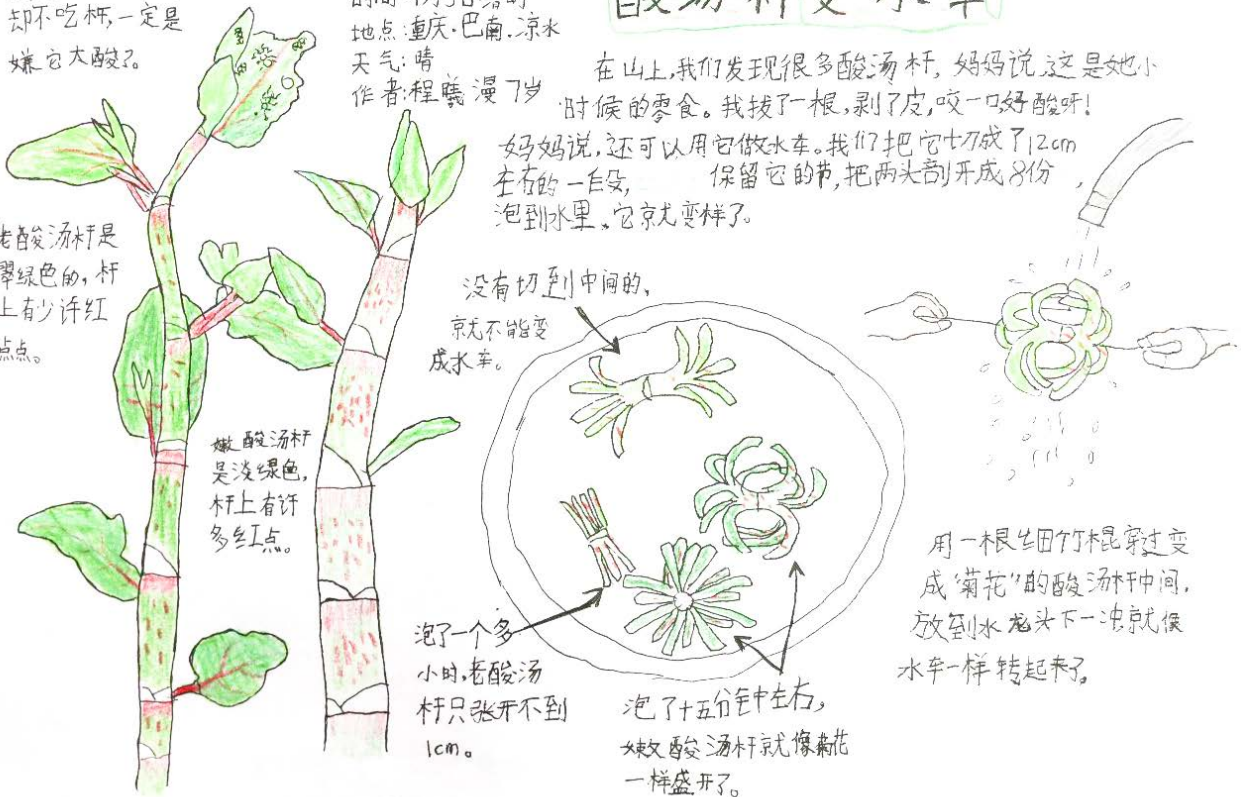 却不吃杆,一定是
嫌它太酸了。
地点:重庆·巴南·凉水
天气:晴
作者:程曦漫 7岁
酸汤杆变水车
在山上,我们发现很多酸汤杆,妈妈说,这是她小
时候的零食。我拔了一根,剥了皮,咬一口好酸呀!
妈妈说,还可以用它做水车。我们把它切成了12cm
左右的一段, 保留它的节,把两头剖开成8份,
泡到水里,它就变样了。
老酸汤杆是
翠绿色的,杆
上有少许红
点点。
没有切到中间的,
就不能变
成水车。
嫩酸汤杆
是淡绿色,
杆上有许
多红点。
泡了一个多
小时,老酸汤
杆只张开不到
1cm。
泡了十五分钟左右,
嫩酸汤杆就像菊花
一样盛开了。
用一根细竹棍穿过变
成“菊花”的酸汤杆中间,
放到水龙头下一冲就像
水车一样转起来了。